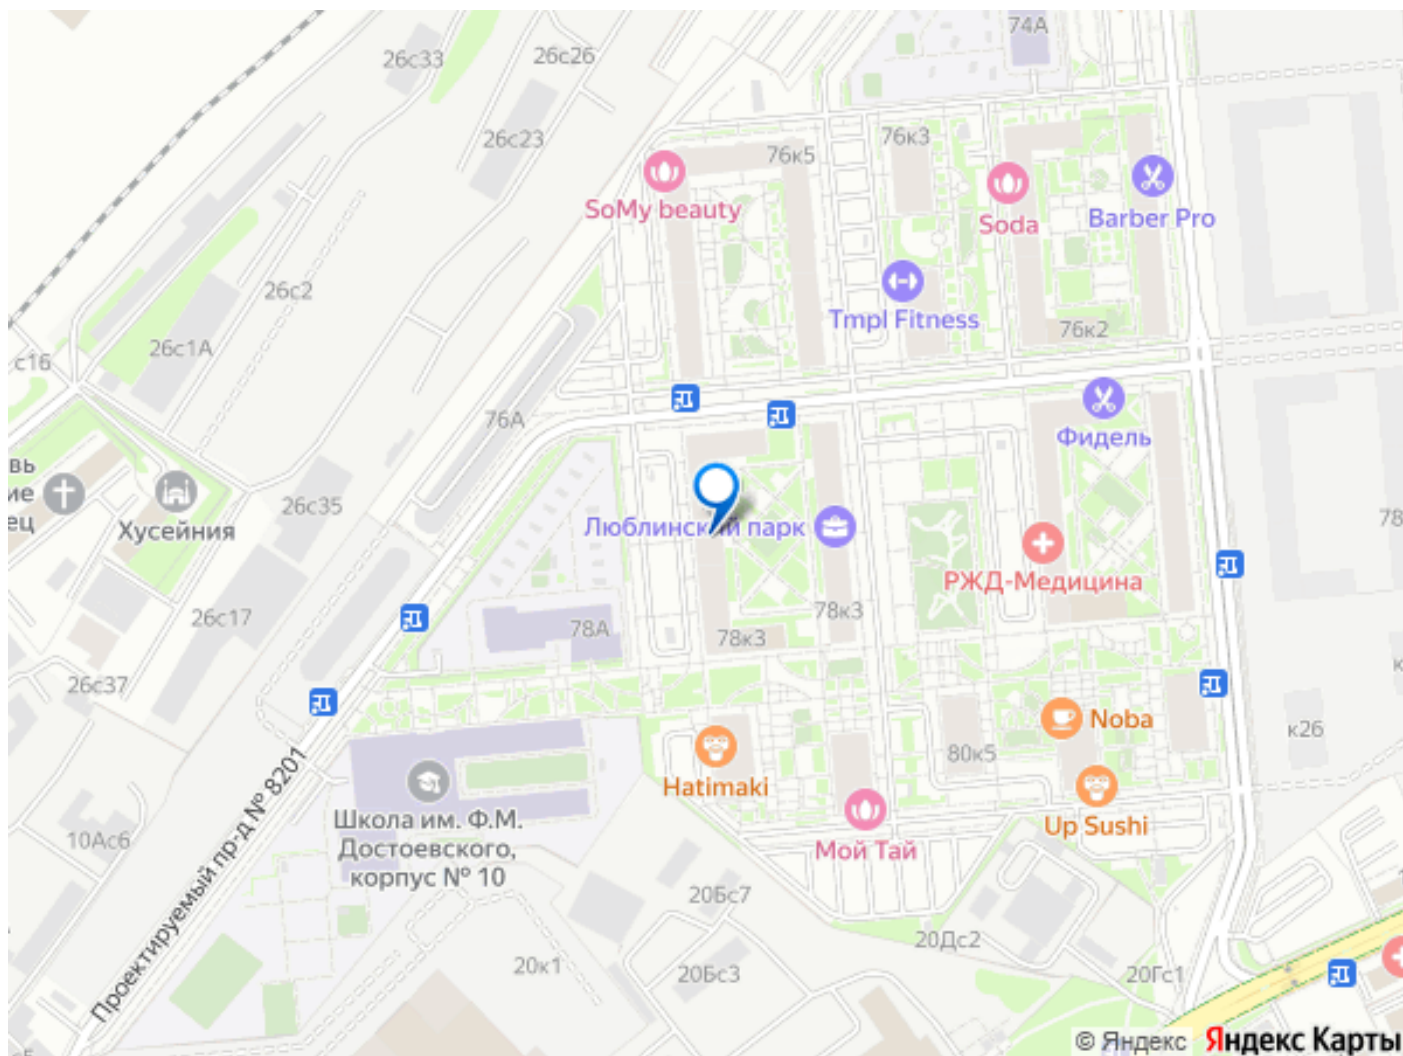 74А
26с33
26с26
26с23
76к5
76к3
SoMy beauty
Soda
Barber Pro
26с2
Tmpl Fitness
76к2
с16
26с1А
76А
Фидель
вь
ие
ец
Хусейния
26с35
Люблинский парк
78
РЖД-Медицина
26с17
78А
78к3
78к3
26с37
Noba
80к5
к26
Hatimaki
Up Sushi
Мой Тай
10Ас6
Школа им. Ф.М.
Достоевского,
корпус № 10
Проектируемый пр-д № 8201
20Бс7
20Дс2
20к1
20Бс3
20Гс1
© Яндекс Яндекс Карты